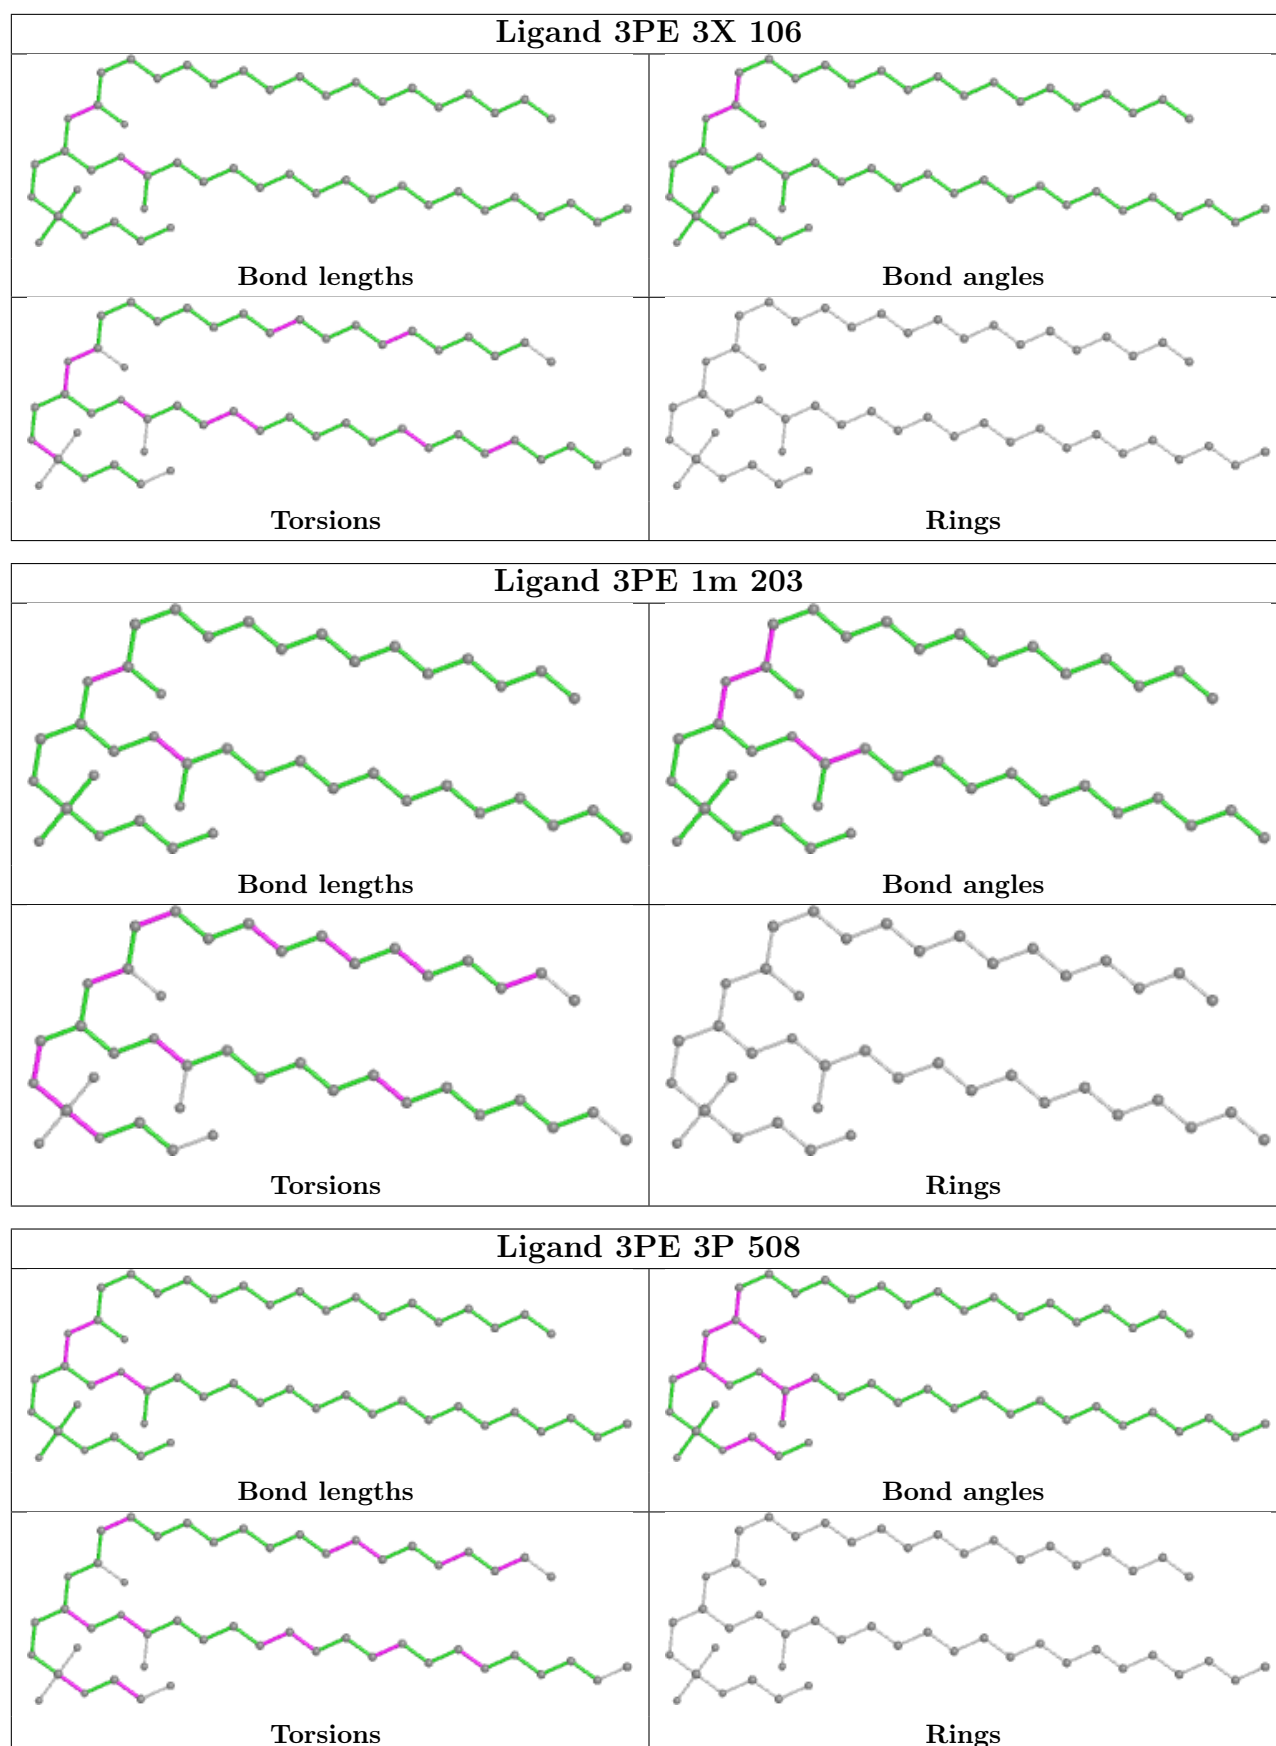 Ligand 3PE 3X 106
Bond lengths
Bond angles
Torsions
Rings
Ligand 3PE 1m 203
Bond lengths
Bond angles
Torsions
Rings
Ligand 3PE 3P 508
Bond lengths
Bond angles
Torsions
Rings